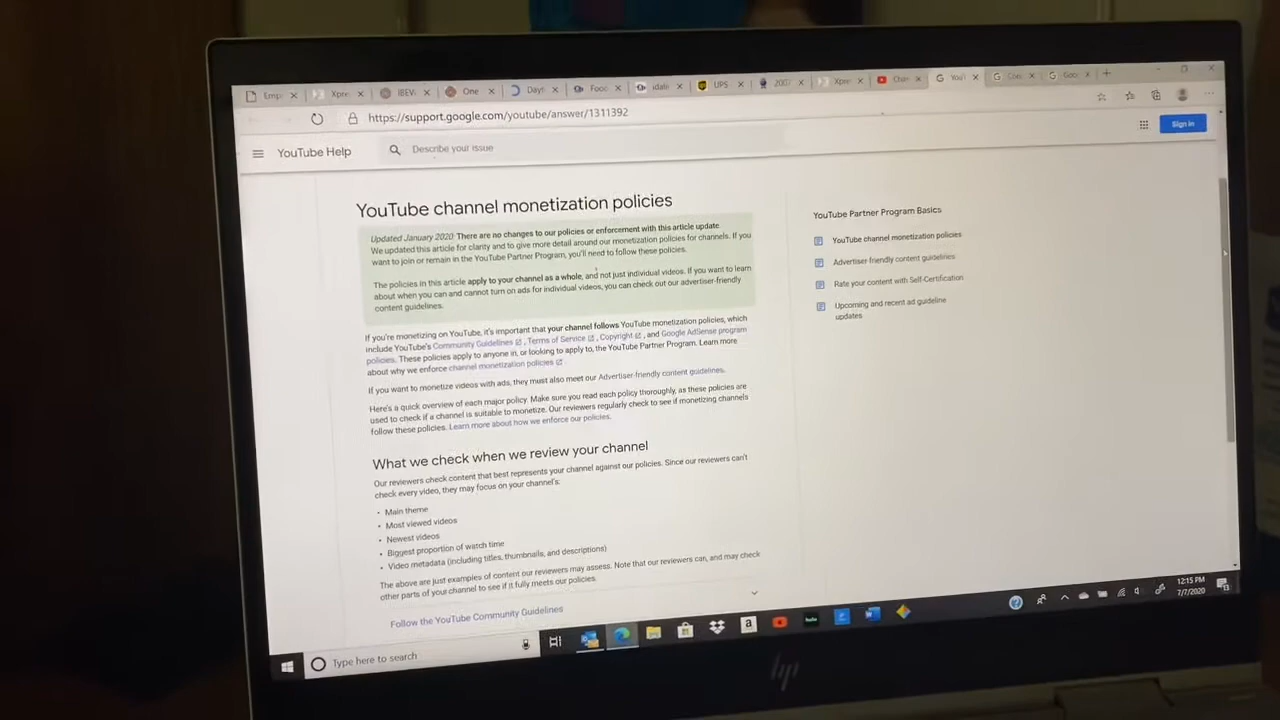 Xpre
IBEV
One
Days
Food
idale
UPS
2007
Xpre
Chan
https://support.google.com/youtube/answer/1311392
YouTube Help
Describe your issue
Sign in
YouTube channel monetization policies
Updated January 2020 There are no changes to our policies or enforcement with this article update.
We updated this article for clarity and to give more detail around our monetization policies for channels. If you
want to join or remain in the YouTube Partner Program, you'll need to follow these policies.
The policies in this article apply to your channel as a whole, and not just individual videos. If you want to learn
about when you can and cannot turn on ads for individual videos, you can check out our advertiser-friendly
content guidelines.
If you're monetizing on YouTube, it's important that your channel follows YouTube monetization policies, which
include YouTube's Community Guidelines, Terms of Service, Copyright, and Google AdSense program
policies. These policies apply to anyone in, or looking to apply to, the YouTube Partner Program. Learn more
about why we enforce channel monetization policies
If you want to monetize videos with ads, they must also meet our Advertiser-friendly content guidelines.
Here's a quick overview of each major policy. Make sure you read each policy thoroughly, as these policies are
used to check if a channel is suitable to monetize. Our reviewers regularly check to see if monetizing channels
follow these policies. Learn more about how we enforce our policies.
What we check when we review your channel
Our reviewers check content that best represents your channel against our policies. Since our reviewers can't
check every video, they may focus on your channel's:
• Main theme
• Most viewed videos
• Newest videos
• Biggest proportion of watch time
• Video metadata (including titles, thumbnails, and descriptions)
The above are just examples of content our reviewers may assess. Note that our reviewers can, and may check
other parts of your channel to see if it fully meets our policies.
Follow the YouTube Community Guidelines
YouTube Partner Program Basics
YouTube channel monetization policies
Advertiser-friendly content guidelines
Rate your content with Self-Certification
Upcoming and recent ad guideline
updates
Type here to search
a
hulu
12:15 PM
7/7/2020
hp